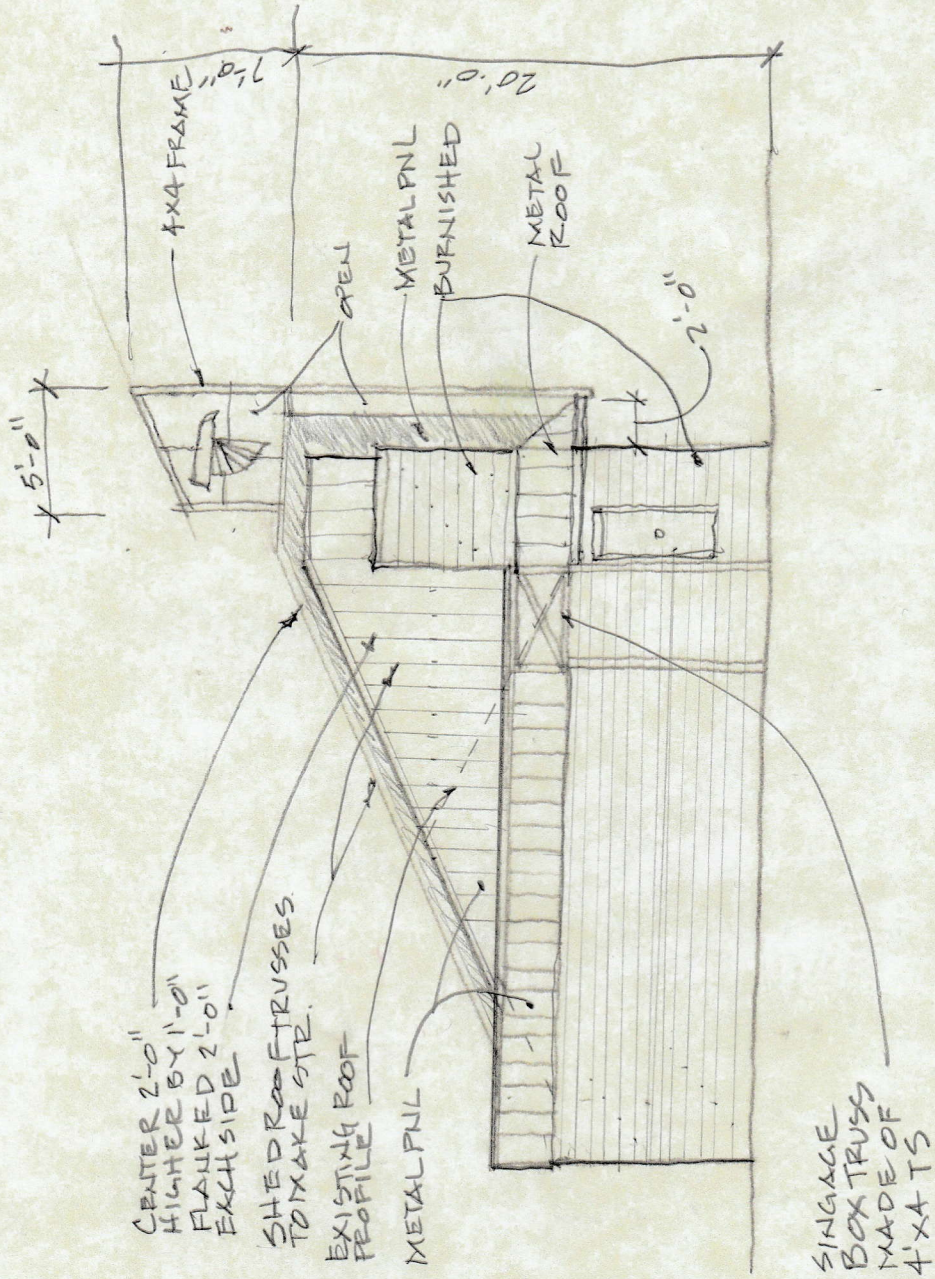 CENTER 2'-0"
HIGHER BY 1'-0"
FLANKED 2'-0"
EACH SIDE
SHED ROOF TRUSSES
TO MAKE STR.
EXISTING ROOF
PROFILE
METAL PNL
SINGAGE
BOX TRUSS
MADE OF
4'X4 TS
5'-0"
4X4 FRAME
OPEN
METAL PNL
BURNISHED
METAL
ROOF
2'-0"
7'-0"
20'-0"